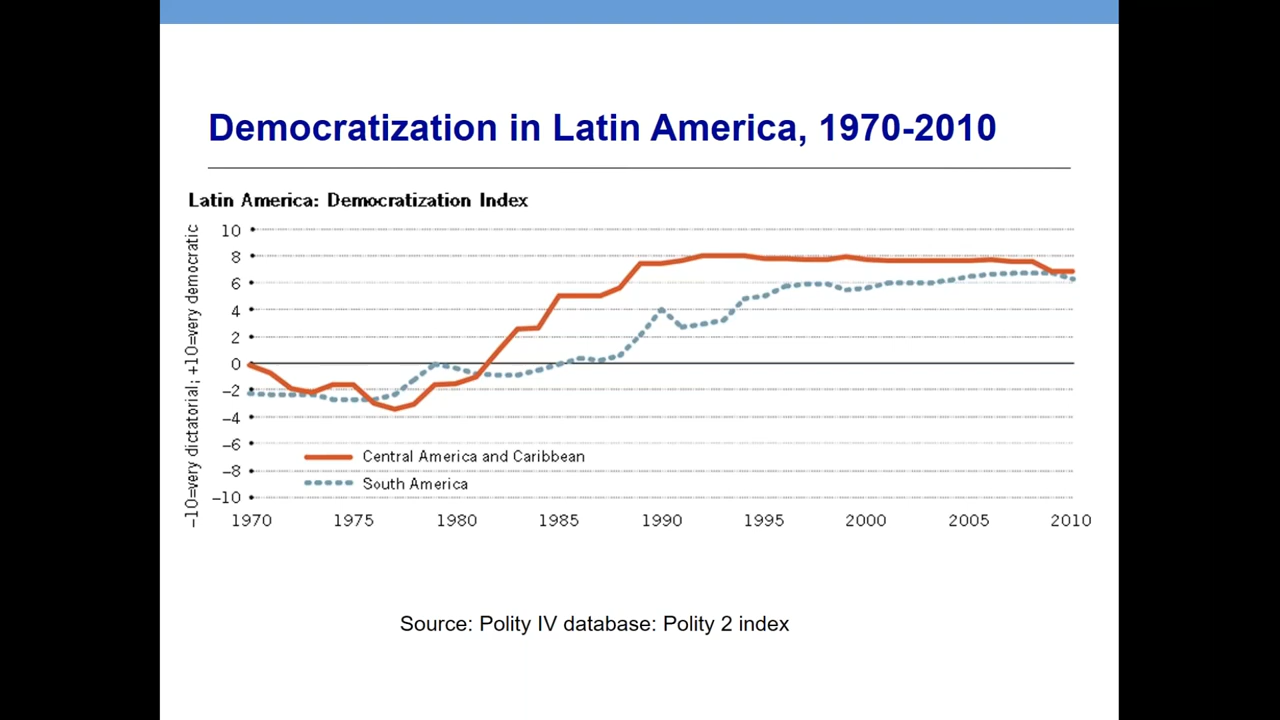 Democratization in Latin America, 1970-2010
Latin America: Democratization Index
−10=very dictatorial; +10=very democratic
10
8
6
4
2
0
−2
−4
−6
−8
−10
Central America and Caribbean
South America
1970 1975 1980 1985 1990 1995 2000 2005 2010
Source: Polity IV database: Polity 2 index